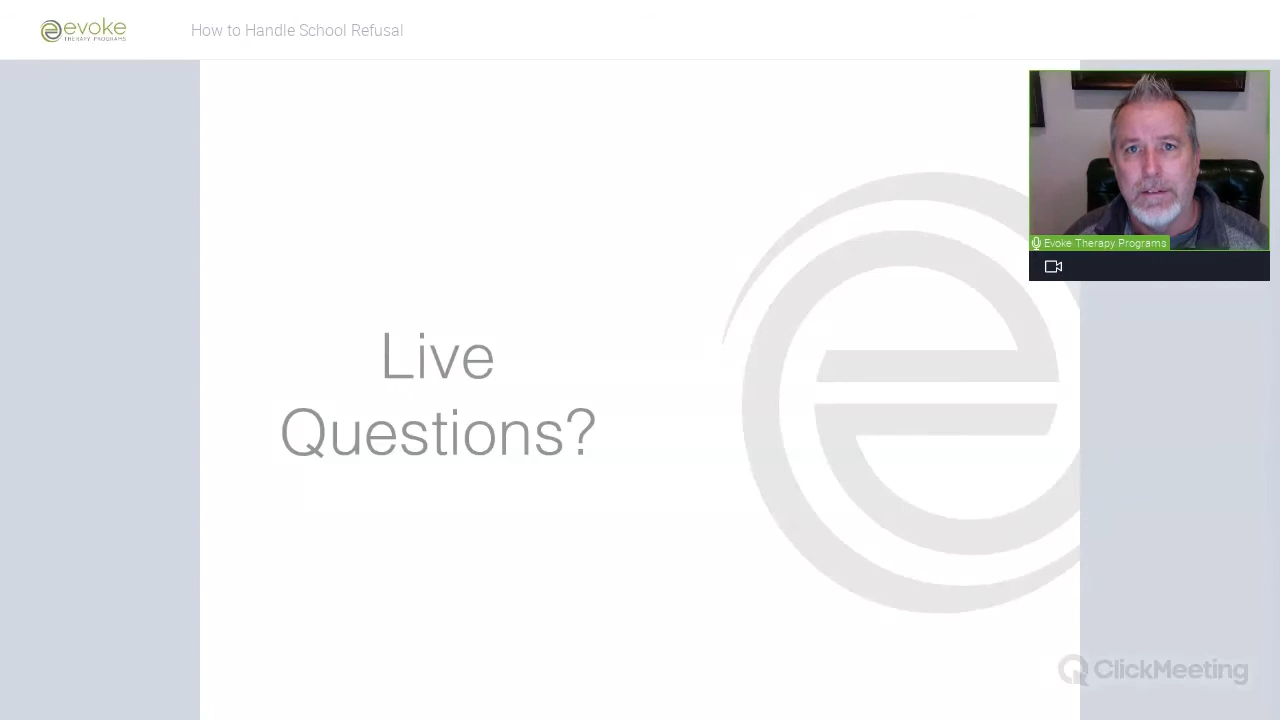 evoke
THERAPY PROGRAMS
How to Handle School Refusal
Evoke Therapy Programs
Live
Questions?
ClickMeeting